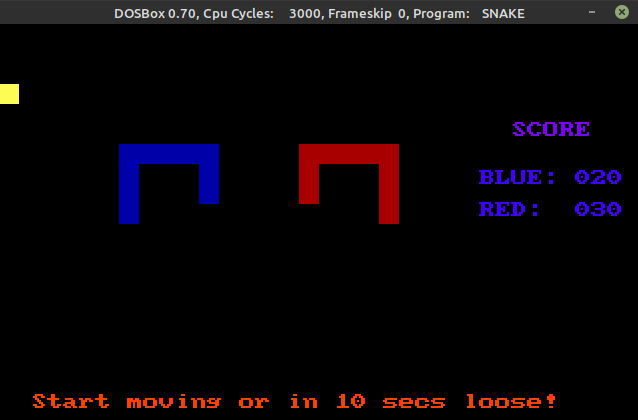 DOSBox 0.70, Cpu Cycles: 3000, Frameskip 0, Program: SNAKE
SCORE
BLUE: 020
RED: 030
Start moving or in 10 secs loose!